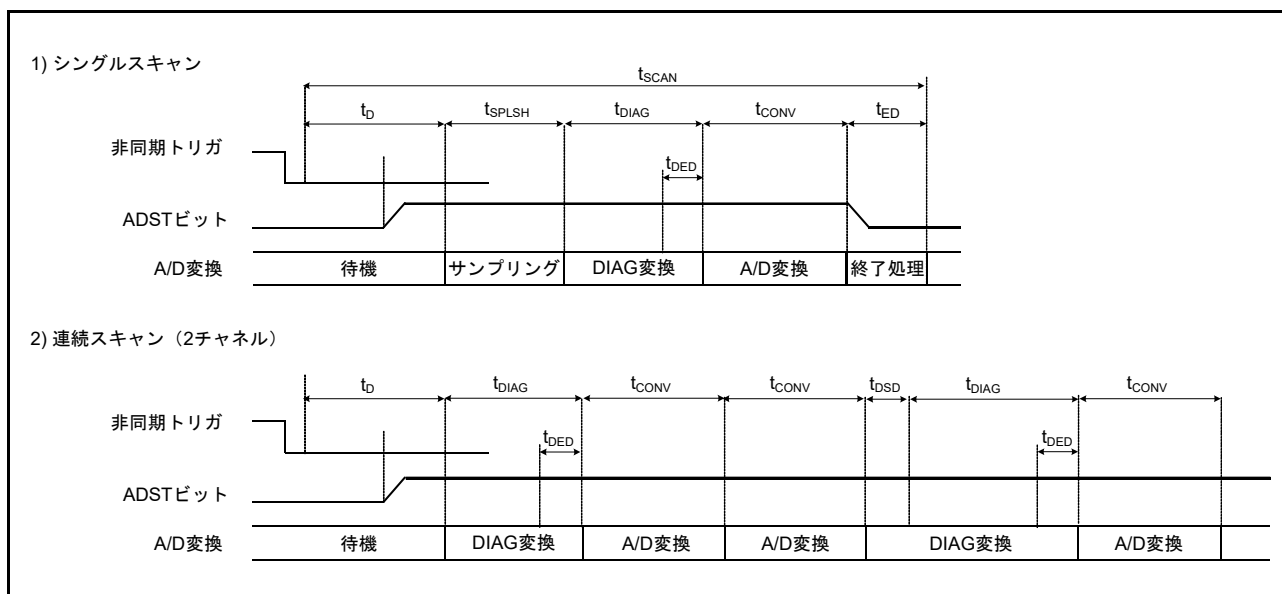 1) シングルスキャン
tSCAN
tD tSPLSH tDIAG tCONV tED
非同期トリガ
tDED
ADSTビット
A/D変換 待機 サンプリング DIAG変換 A/D変換 終了処理
2) 連続スキャン（2チャネル）
tD tDIAG tCONV tCONV tDSD tDIAG tCONV
非同期トリガ
tDED tDED
ADSTビット
A/D変換 待機 DIAG変換 A/D変換 A/D変換 DIAG変換 A/D変換